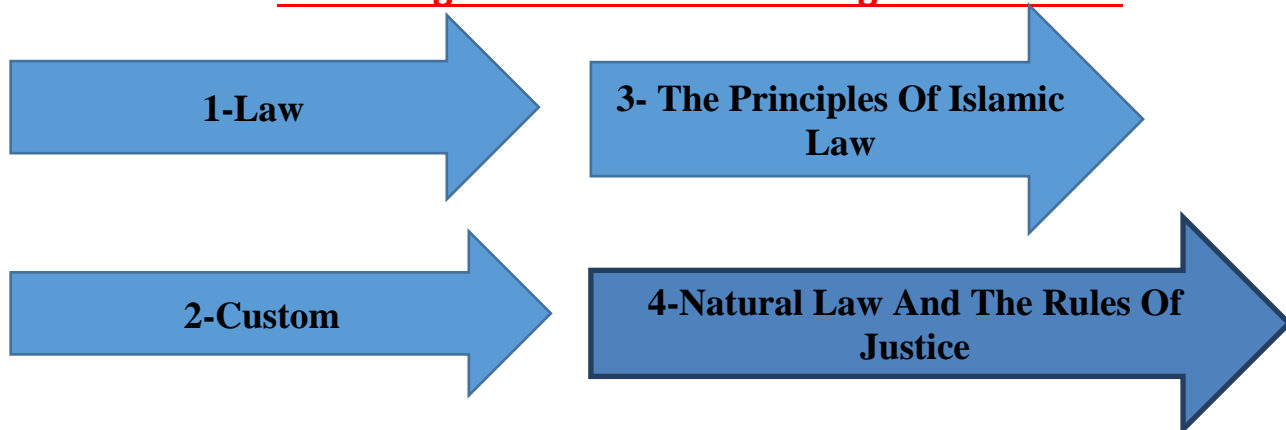 1-Law
2-Custom
3- The Principles Of Islamic
Law
4-Natural Law And The Rules Of
Justice